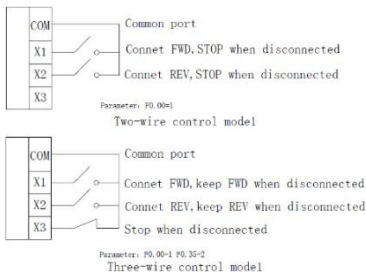 COM Common port
X1 Connet FWD,STOP when disconnected
X2 Connet REV,STOP when disconnected
X3
Parameter: F0.00=1
Two-wire control model
COM Common port
X1 Connet FWD,keep FWD when disconnected
X2 Connet REV,keep REV when disconnected
X3 Stop when disconnected
Parameter: F0.00=1 F0.35=2
Three-wire control model